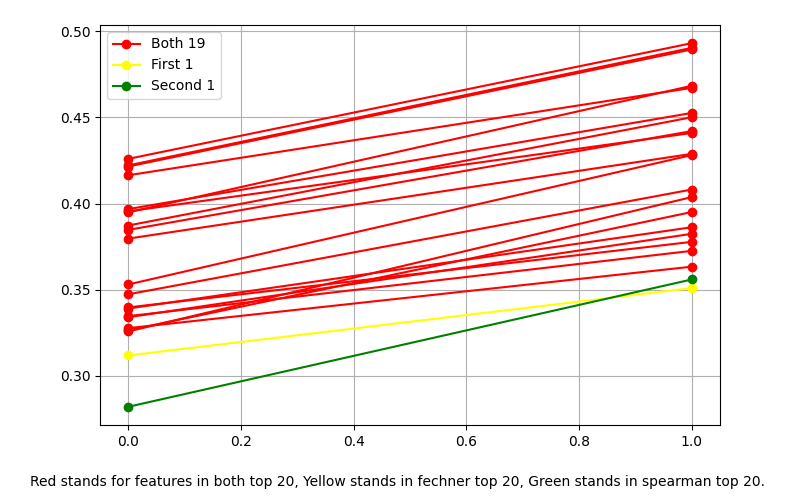 0.50
0.45
0.40
0.35
0.30
Both 19
First 1
Second 1
0.0 0.2 0.4 0.6 0.8 1.0
Red stands for features in both top 20, Yellow stands in fechner top 20, Green stands in spearman top 20.